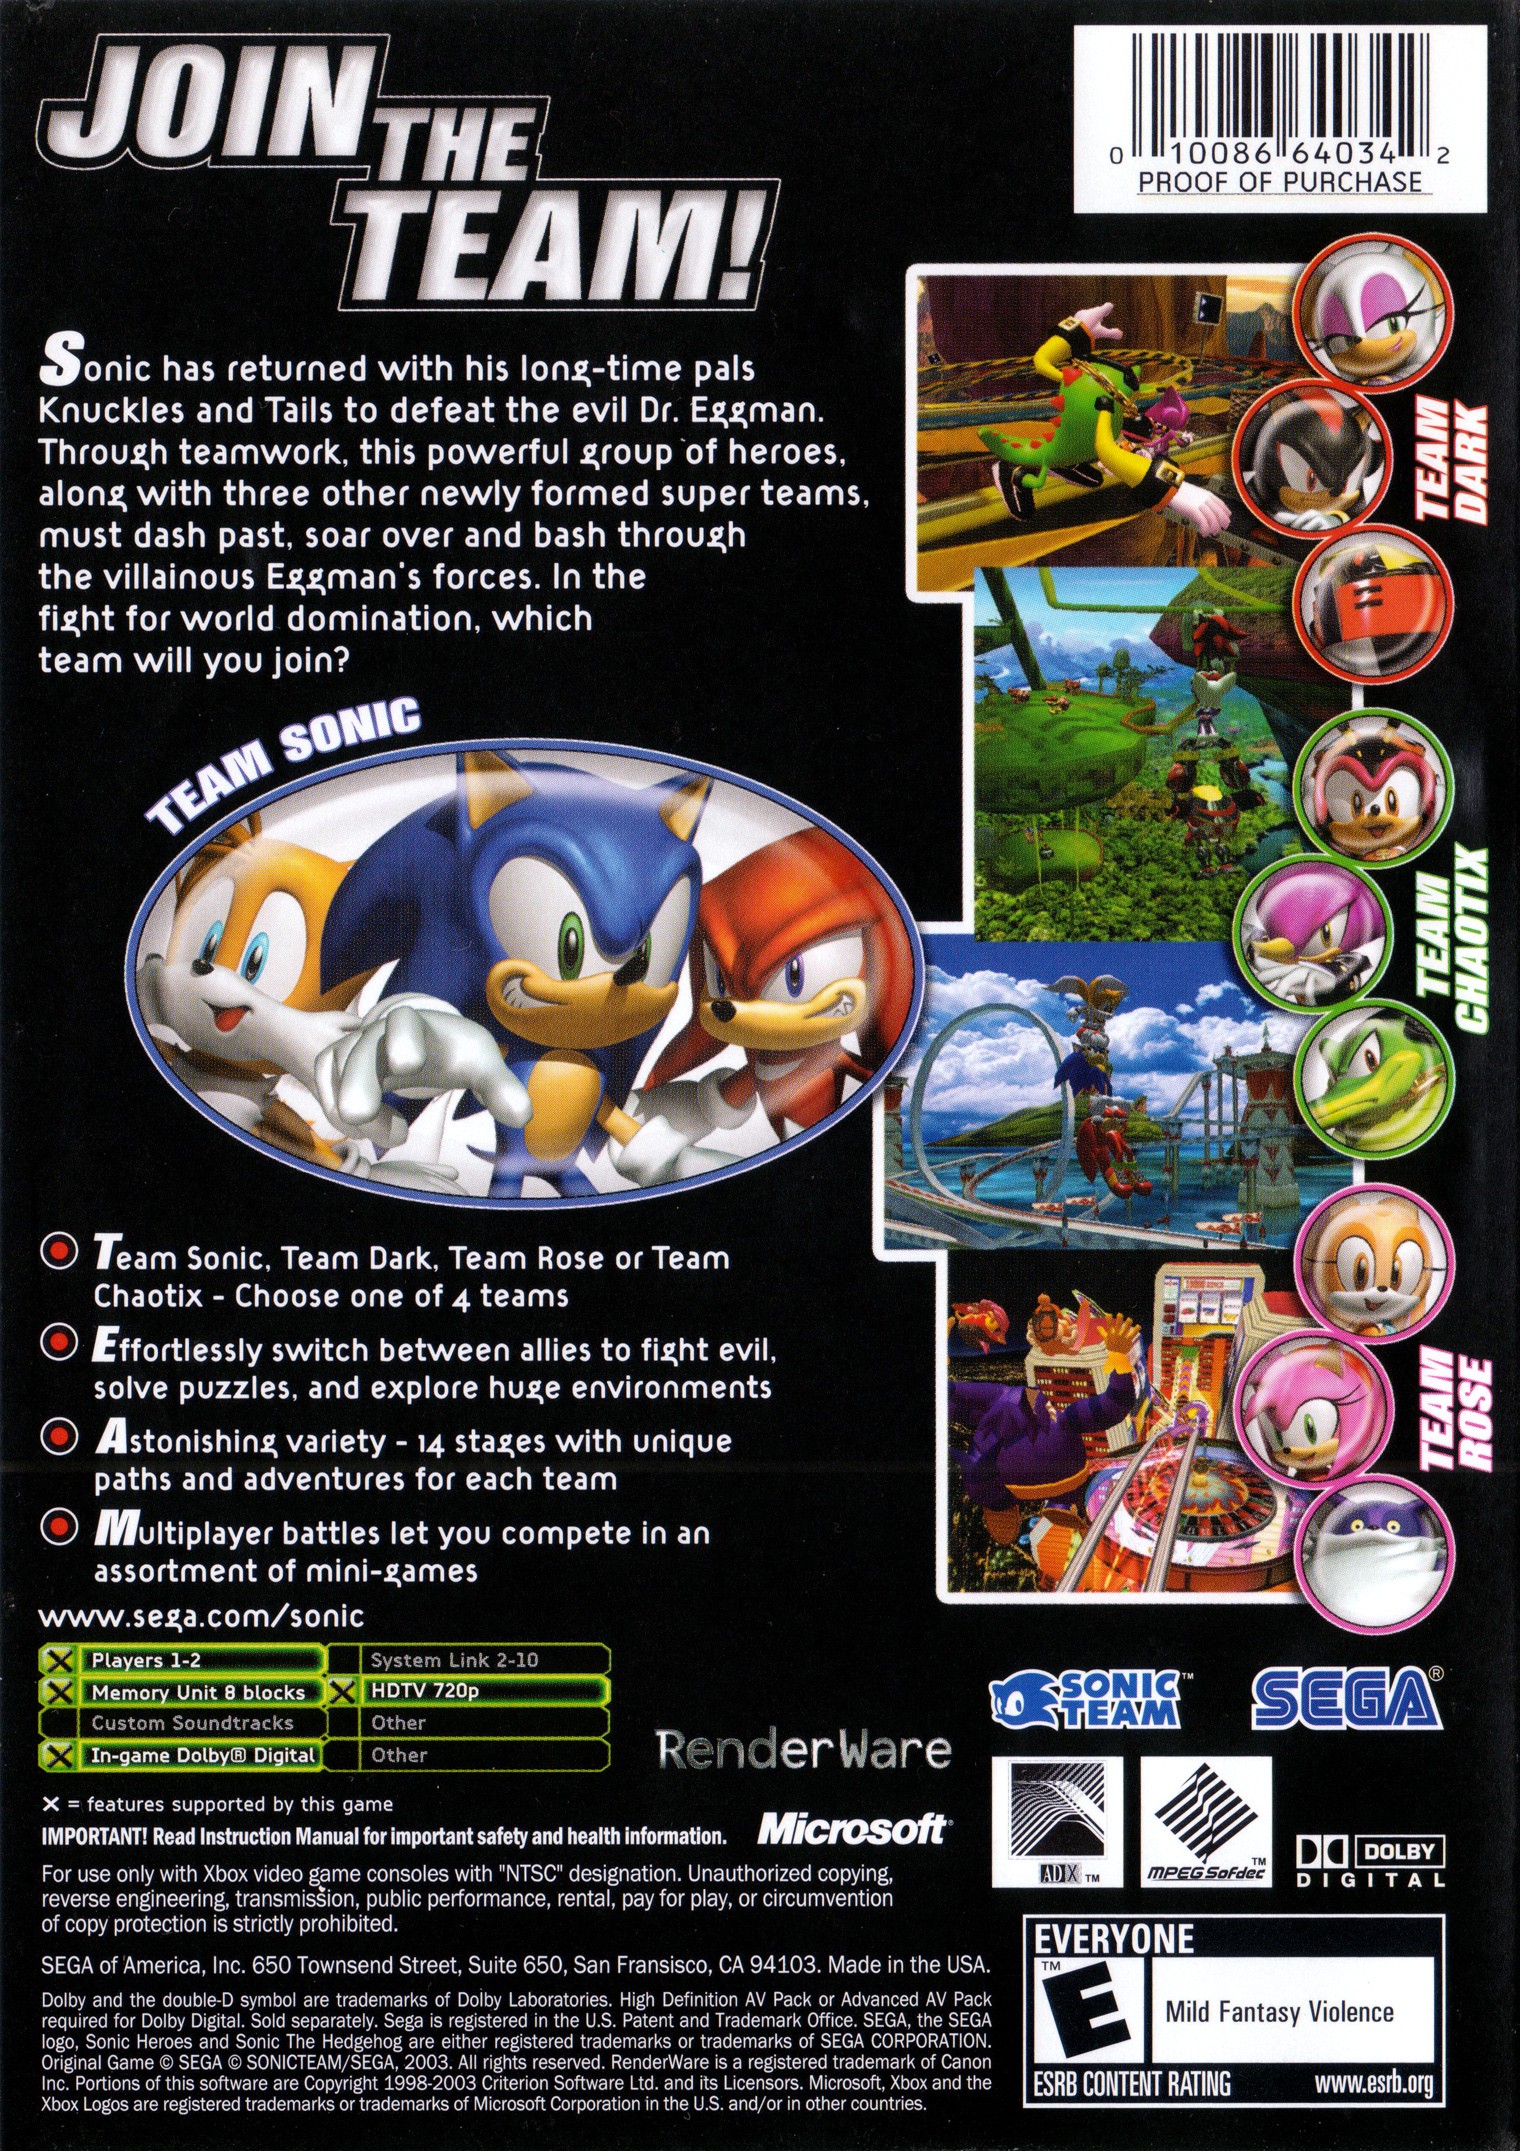 JOIN
THE
TEAM!
0 10086 64034 2
PROOF OF PURCHASE
Sonic has returned with his long-time pals
Knuckles and Tails to defeat the evil Dr. Eggman.
Through teamwork, this powerful group of heroes,
along with three other newly formed super teams,
must dash past, soar over and bash through
the villainous Eggman's forces. In the
fight for world domination, which
team will you join?
TEAM SONIC
TEAM
DARK
TEAM
CHAOTIX
TEAM
ROSE
Team Sonic, Team Dark, Team Rose or Team
Chaotix - Choose one of 4 teams
Effortlessly switch between allies to fight evil,
solve puzzles, and explore huge environments
Astonishing variety - 14 stages with unique
paths and adventures for each team
Multiplayer battles let you compete in an
assortment of mini-games
www.sega.com/sonic
X Players 1-2
System Link 2-10
X Memory Unit 8 blocks
X HDTV 720p
Custom Soundtracks
Other
X In-game Dolby® Digital
Other
X = features supported by this game
RenderWare
Microsoft®
SONIC
TEAM™
SEGA®
ADX™
MPEG Sofdec™
DOLBY
DIGITAL
IMPORTANT! Read Instruction Manual for important safety and health information.
For use only with Xbox video game consoles with "NTSC" designation. Unauthorized copying,
reverse engineering, transmission, public performance, rental, pay for play, or circumvention
of copy protection is strictly prohibited.
SEGA of America, Inc. 650 Townsend Street, Suite 650, San Fransisco, CA 94103. Made in the USA.
Dolby and the double-D symbol are trademarks of Dolby Laboratories. High Definition AV Pack or Advanced AV Pack
required for Dolby Digital. Sold separately. Sega is registered in the U.S. Patent and Trademark Office. SEGA, the SEGA
logo, Sonic Heroes and Sonic The Hedgehog are either registered trademarks or trademarks of SEGA CORPORATION.
Original Game © SEGA © SONICTEAM/SEGA, 2003. All rights reserved. RenderWare is a registered trademark of Canon
Inc. Portions of this software are Copyright 1998-2003 Criterion Software Ltd. and its Licensors. Microsoft, Xbox and the
Xbox Logos are registered trademarks or trademarks of Microsoft Corporation in the U.S. and/or in other countries.
EVERYONE
E™
Mild Fantasy Violence
ESRB CONTENT RATING
www.esrb.org